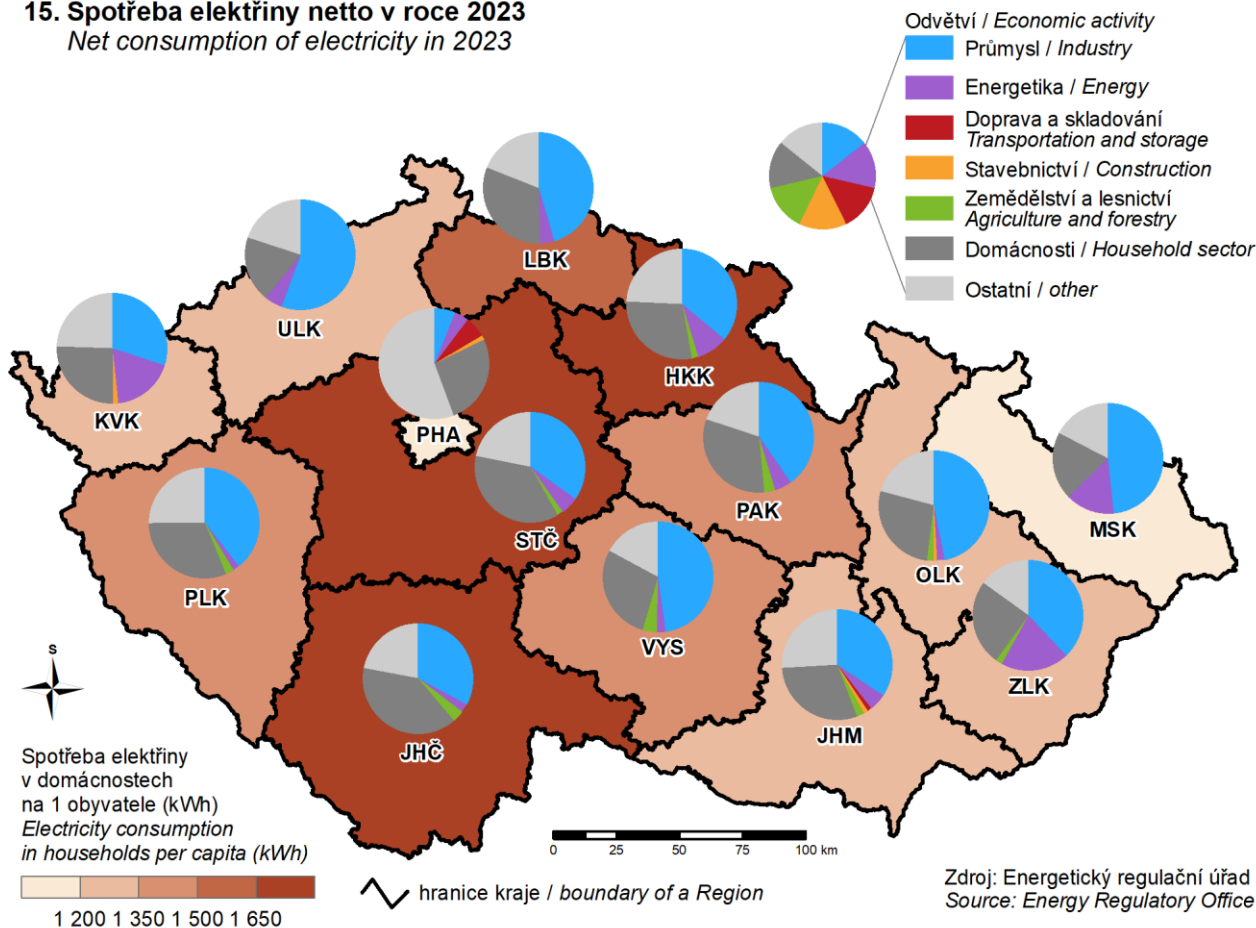 15. Spotřeba elektřiny netto v roce 2023
Net consumption of electricity in 2023
Odvětví / Economic activity
Průmysl / Industry
Energetika / Energy
Doprava a skladování
Transportation and storage
Stavebnictví / Construction
Zemědělství a lesnictví
Agriculture and forestry
Domácnosti / Household sector
Ostatní / other
LBK
ULK
HKK
KVK
PHA
PAK
MSK
STČ
OLK
PLK
VYS
ZLK
JHM
JHČ
S
Spotřeba elektřiny
v domácnostech
na 1 obyvatele (kWh)
Electricity consumption
in households per capita (kWh)
1 200 1 350 1 500 1 650
hranice kraje / boundary of a Region
0 25 50 75 100 km
Zdroj: Energetický regulační úřad
Source: Energy Regulatory Office